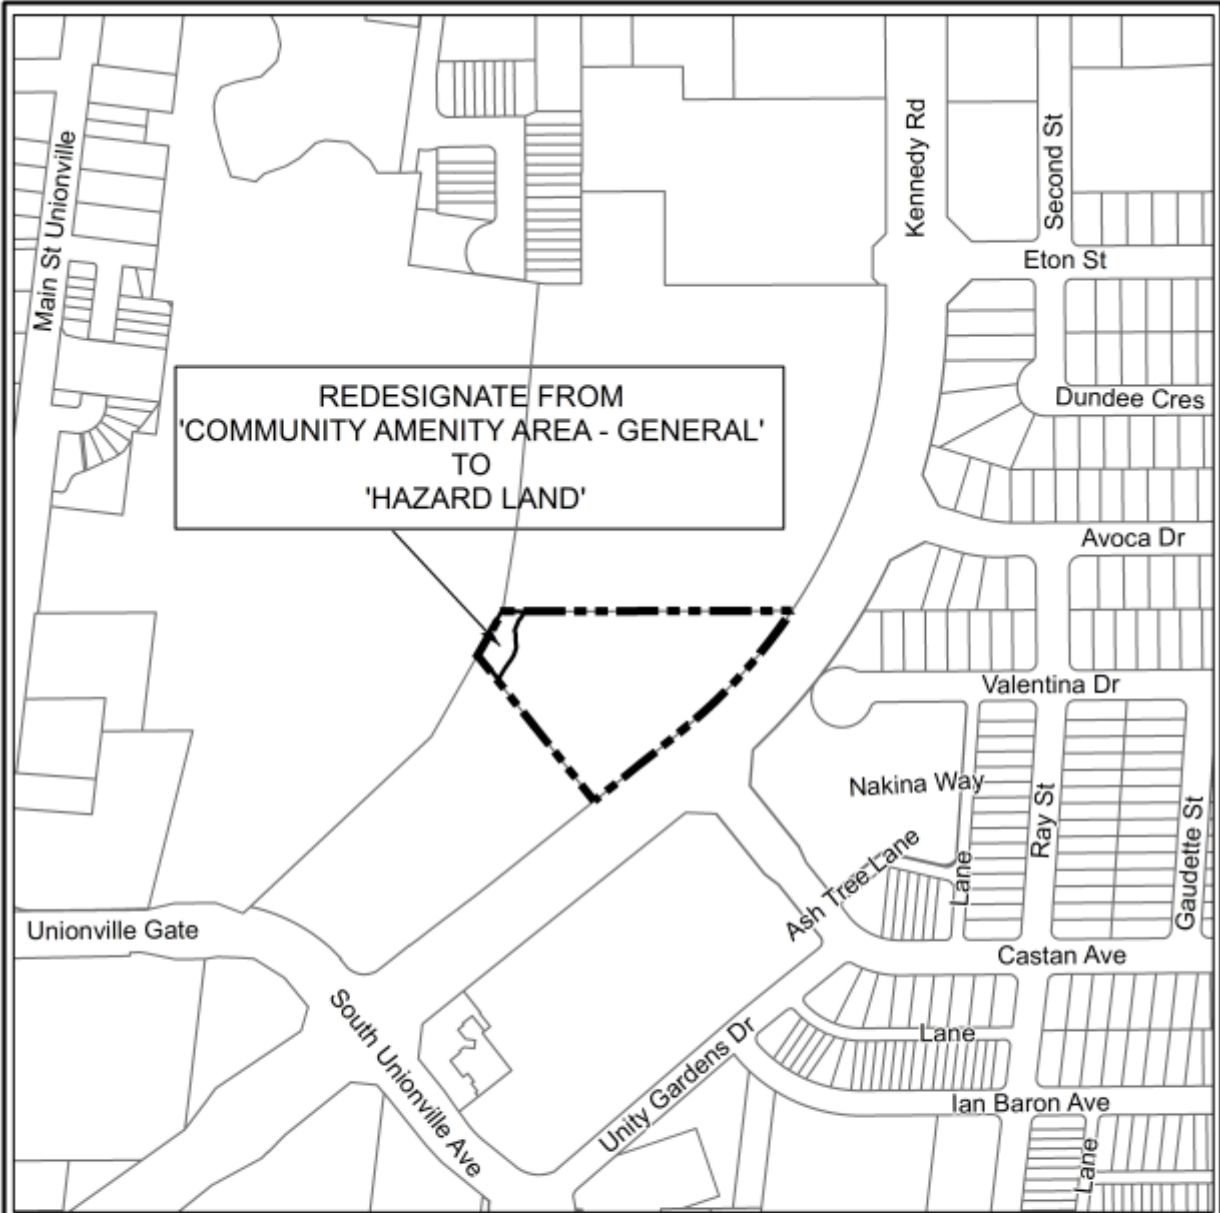 Main St Unionville
Kennedy Rd
Second St
Eton St
REDESIGNATE FROM
'COMMUNITY AMENITY AREA - GENERAL'
TO
'HAZARD LAND'
Dundee Cres
Avoca Dr
Valentina Dr
Nakina Way
Ray St
Gaudette St
Ash Tree Lane
Lane
Unionville Gate
Castan Ave
South Unionville Ave
Lane
Unity Gardens Dr
Ian Baron Ave
Lane